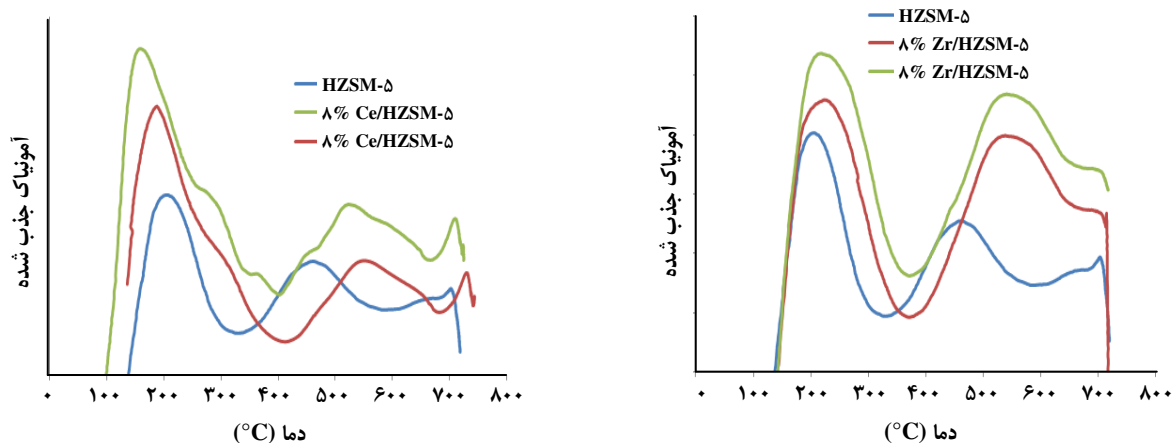 HZSM-۵
۸% Ce/HZSM-۵
۸% Ce/HZSM-۵
آمونیاک جذب شده
۰ ۱۰۰ ۲۰۰ ۳۰۰ ۴۰۰ ۵۰۰ ۶۰۰ ۷۰۰ ۸۰۰
دما (°C)
HZSM-۵
۸% Zr/HZSM-۵
۸% Zr/HZSM-۵
آمونیاک جذب شده
۰ ۱۰۰ ۲۰۰ ۳۰۰ ۴۰۰ ۵۰۰ ۶۰۰ ۷۰۰ ۸۰۰
دما (°C)